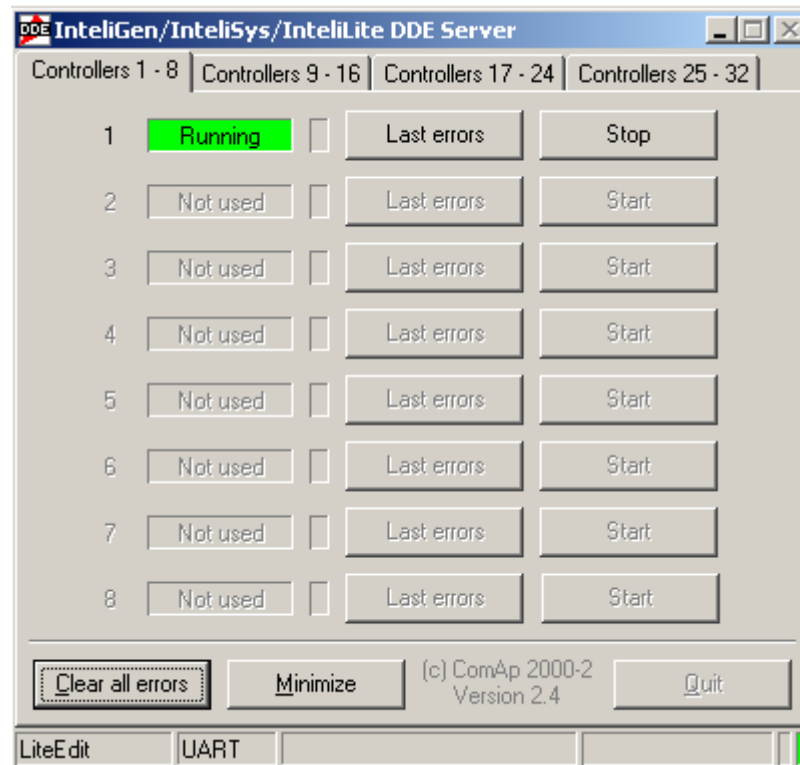 DDE InteliGen/InteliSys/InteliLite DDE Server
Controllers 1 - 8 Controllers 9 - 16 Controllers 17 - 24 Controllers 25 - 32
1 Running Last errors Stop
2 Not used Last errors Start
3 Not used Last errors Start
4 Not used Last errors Start
5 Not used Last errors Start
6 Not used Last errors Start
7 Not used Last errors Start
8 Not used Last errors Start
Clear all errors Minimize (c) ComAp 2000-2 Quit
Version 2.4
LiteEdit UART